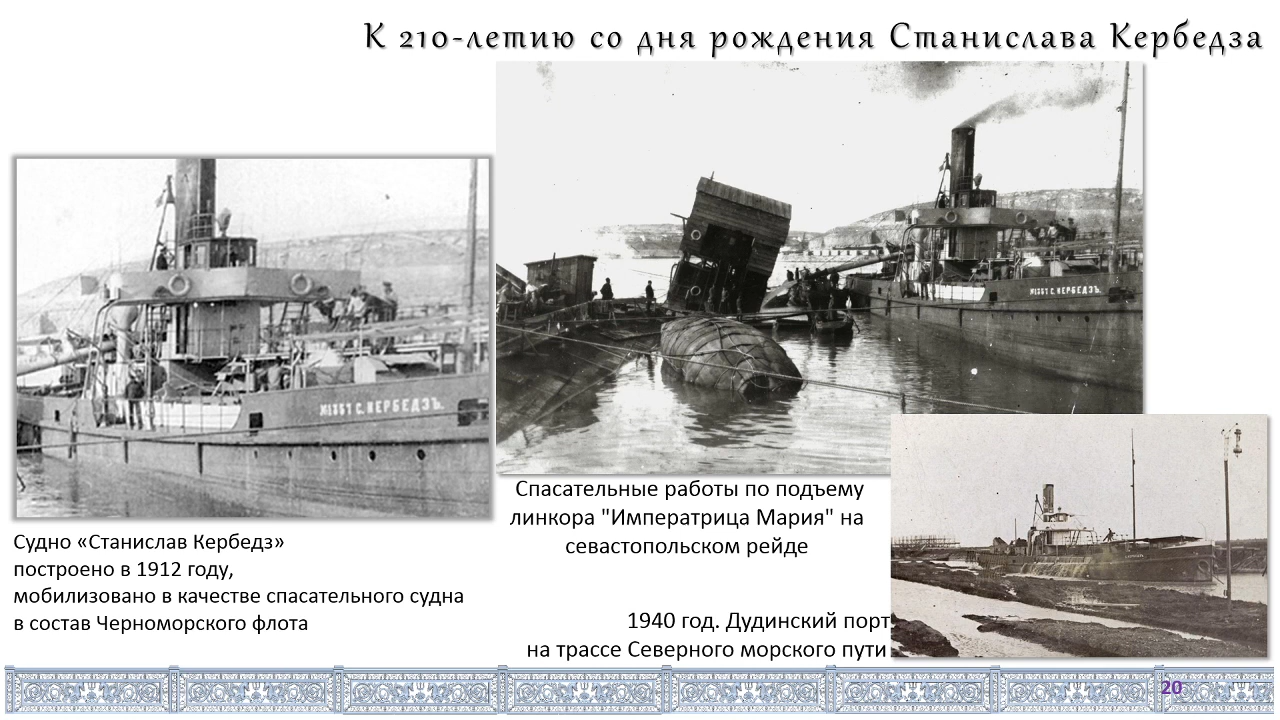 К 210-летию со дня рождения Станислава Кербедза
С. КЕРБЕДЗЪ.
С. КЕРБЕДЗЪ.
Спасательные работы по подъему
линкора "Императрица Мария" на
севастопольском рейде
Судно «Станислав Кербедз»
построено в 1912 году,
мобилизовано в качестве спасательного судна
в состав Черноморского флота
1940 год. Дудинский порт
на трассе Северного морского пути
20